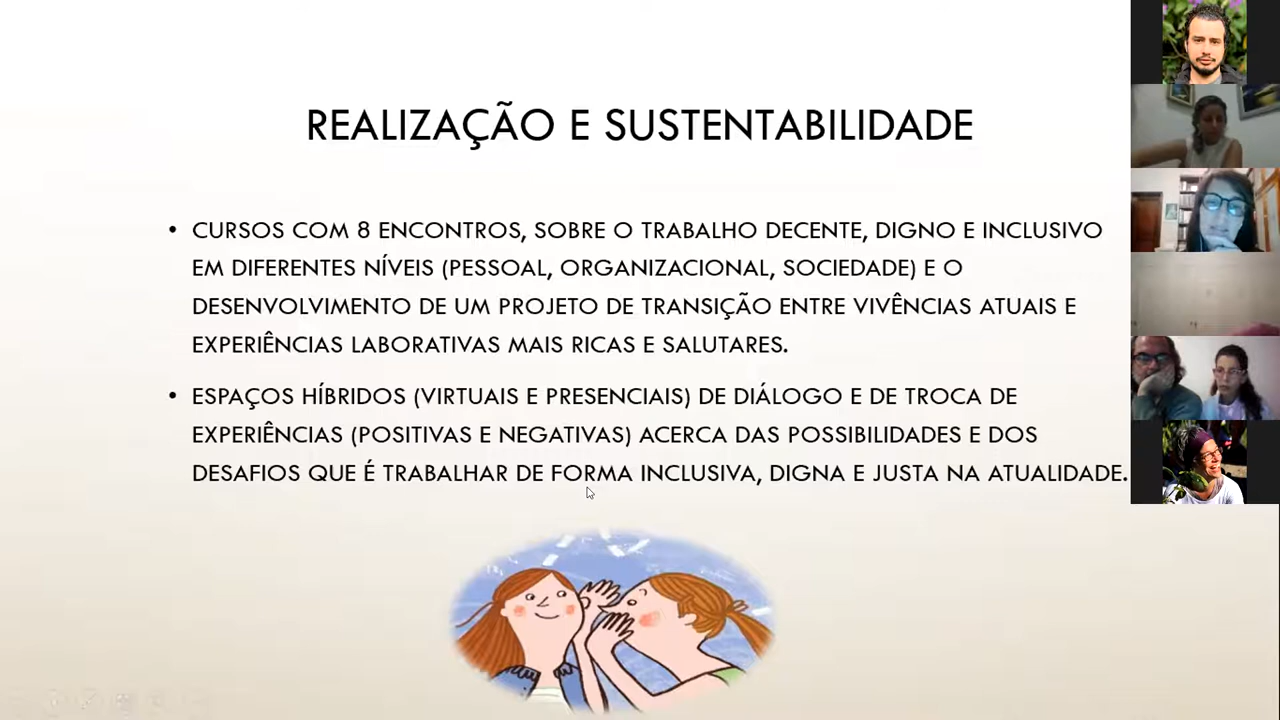 REALIZAÇÃO E SUSTENTABILIDADE
• CURSOS COM 8 ENCONTROS, SOBRE O TRABALHO DECENTE, DIGNO E INCLUSIVO
EM DIFERENTES NÍVEIS (PESSOAL, ORGANIZACIONAL, SOCIEDADE) E O
DESENVOLVIMENTO DE UM PROJETO DE TRANSIÇÃO ENTRE VIVÊNCIAS ATUAIS E
EXPERIÊNCIAS LABORATIVAS MAIS RICAS E SALUTARES.
• ESPAÇOS HÍBRIDOS (VIRTUAIS E PRESENCIAIS) DE DIÁLOGO E DE TROCA DE
EXPERIÊNCIAS (POSITIVAS E NEGATIVAS) ACERCA DAS POSSIBILIDADES E DOS
DESAFIOS QUE É TRABALHAR DE FORMA INCLUSIVA, DIGNA E JUSTA NA ATUALIDADE.